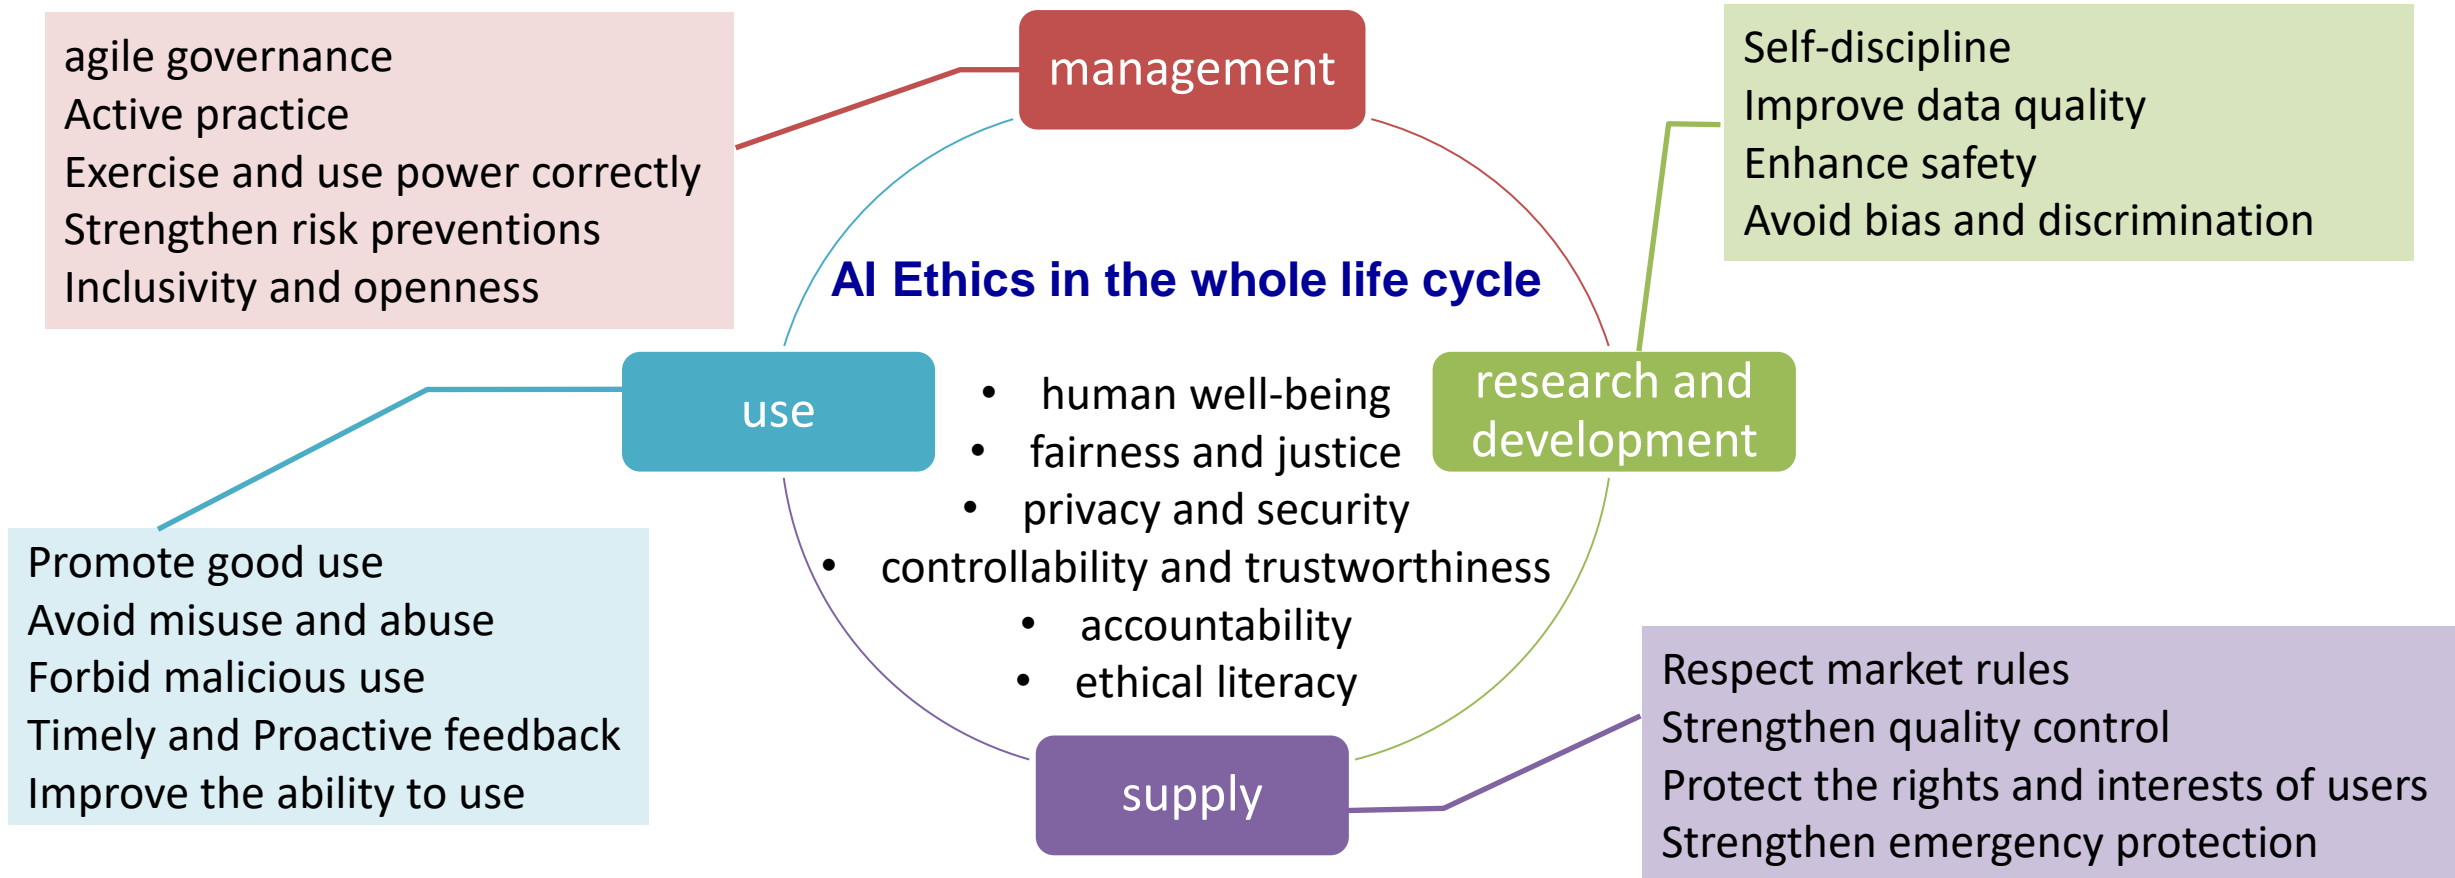 agile governance
Active practice
Exercise and use power correctly
Strengthen risk preventions
Inclusivity and openness
management
Self-discipline
Improve data quality
Enhance safety
Avoid bias and discrimination
AI Ethics in the whole life cycle
use
• human well-being
• fairness and justice
• privacy and security
• controllability and trustworthiness
• accountability
• ethical literacy
research and
development
Promote good use
Avoid misuse and abuse
Forbid malicious use
Timely and Proactive feedback
Improve the ability to use
supply
Respect market rules
Strengthen quality control
Protect the rights and interests of users
Strengthen emergency protection